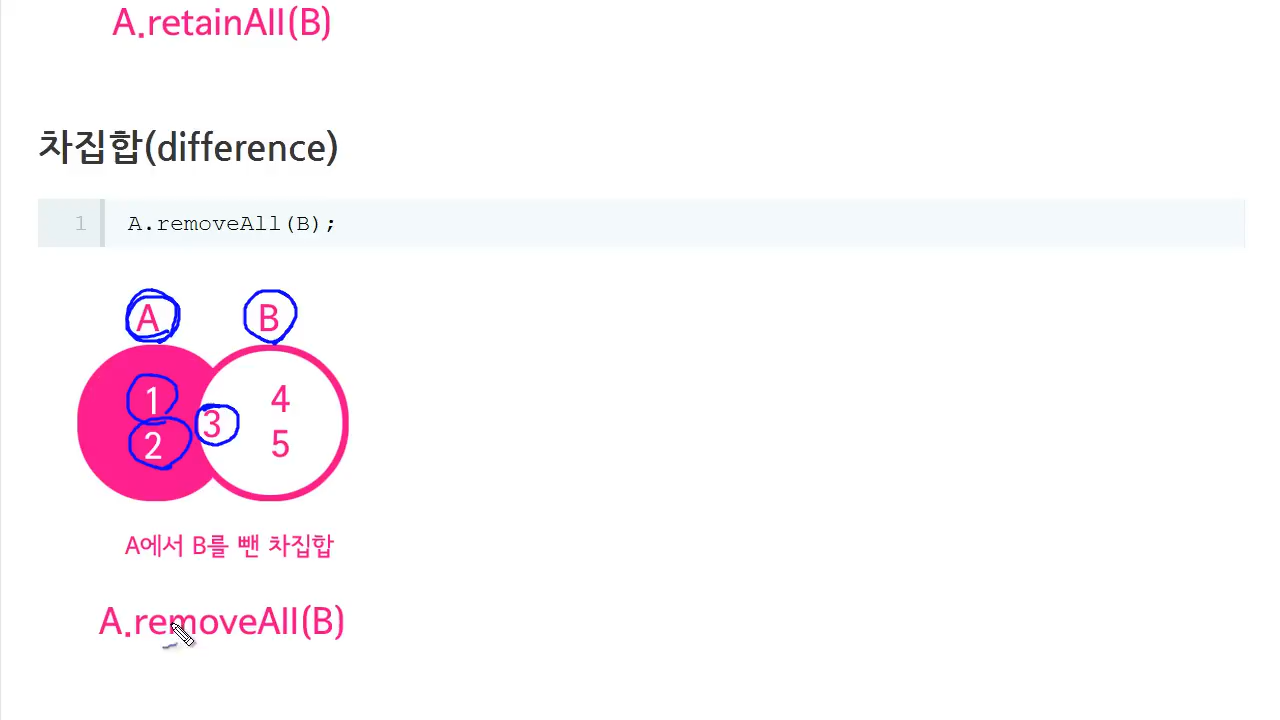 A.retainAll(B)
차집합(difference)
1 A.removeAll(B);
A B
1 4
3
2 5
A에서 B를 뺀 차집합
A.removeAll(B)